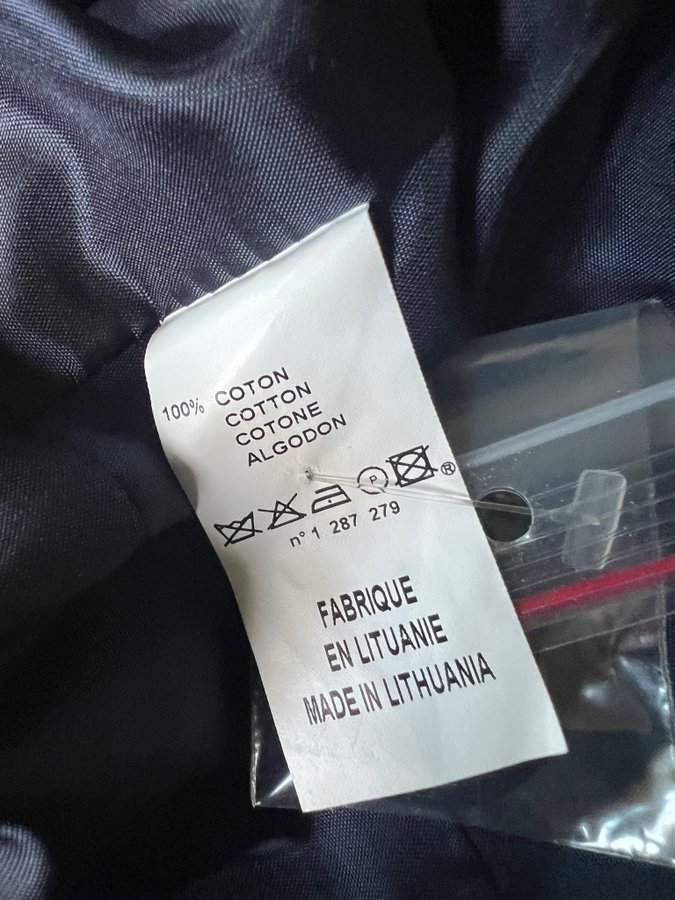 100% COTON
COTTON
COTONE
ALGODON
P ®
n° 1 287 279
FABRIQUE
EN LITUANIE
MADE IN LITHUANIA